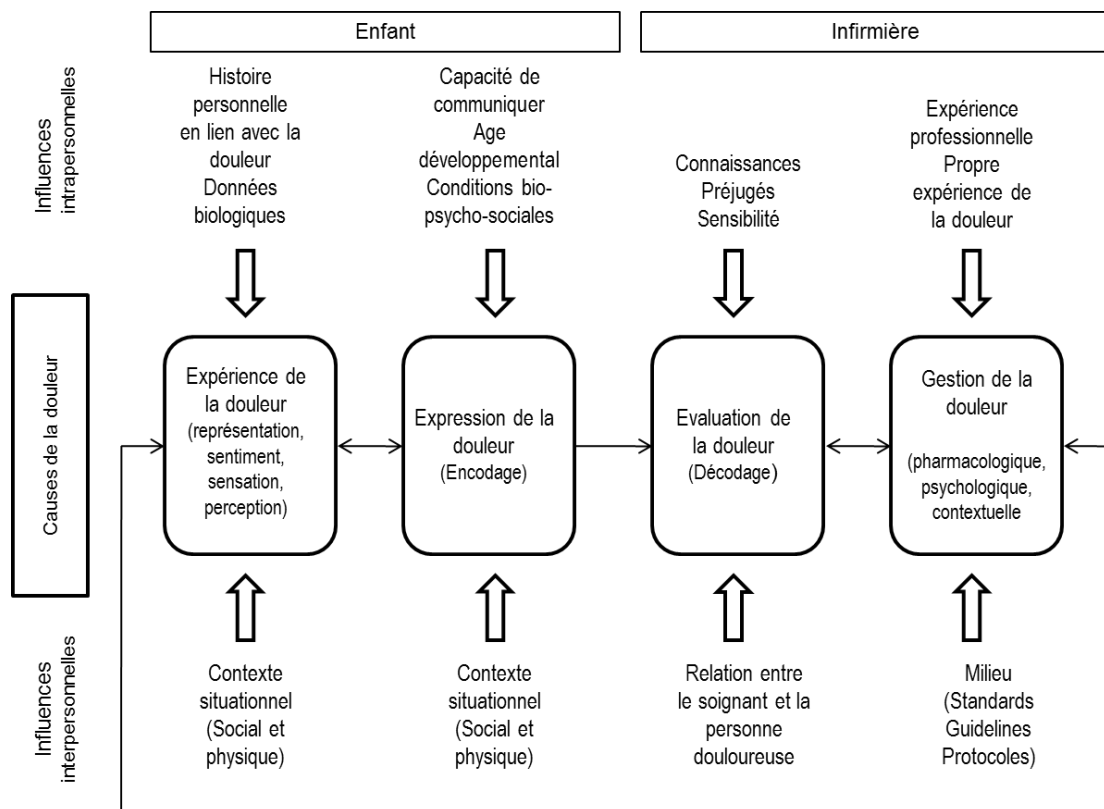 Enfant
Infirmière
Influences
intrapersonnelles
Histoire
personnelle
en lien avec la
douleur
Données
biologiques
Capacité de
communiquer
Age
développemental
Conditions bio-
psycho-sociales
Connaissances
Préjugés
Sensibilité
Expérience
professionnelle
Propre
expérience de
la douleur
Causes de la douleur
Expérience de
la douleur
(représentation,
sentiment,
sensation,
perception)
Expression de la
douleur
(Encodage)
Evaluation de
la douleur
(Décodage)
Gestion de la
douleur
(pharmacologique,
psychologique,
contextuelle
Influences
interpersonnelles
Contexte
situationnel
(Social et
physique)
Contexte
situationnel
(Social et
physique)
Relation entre
le soignant et la
personne
douloureuse
Milieu
(Standards
Guidelines
Protocoles)